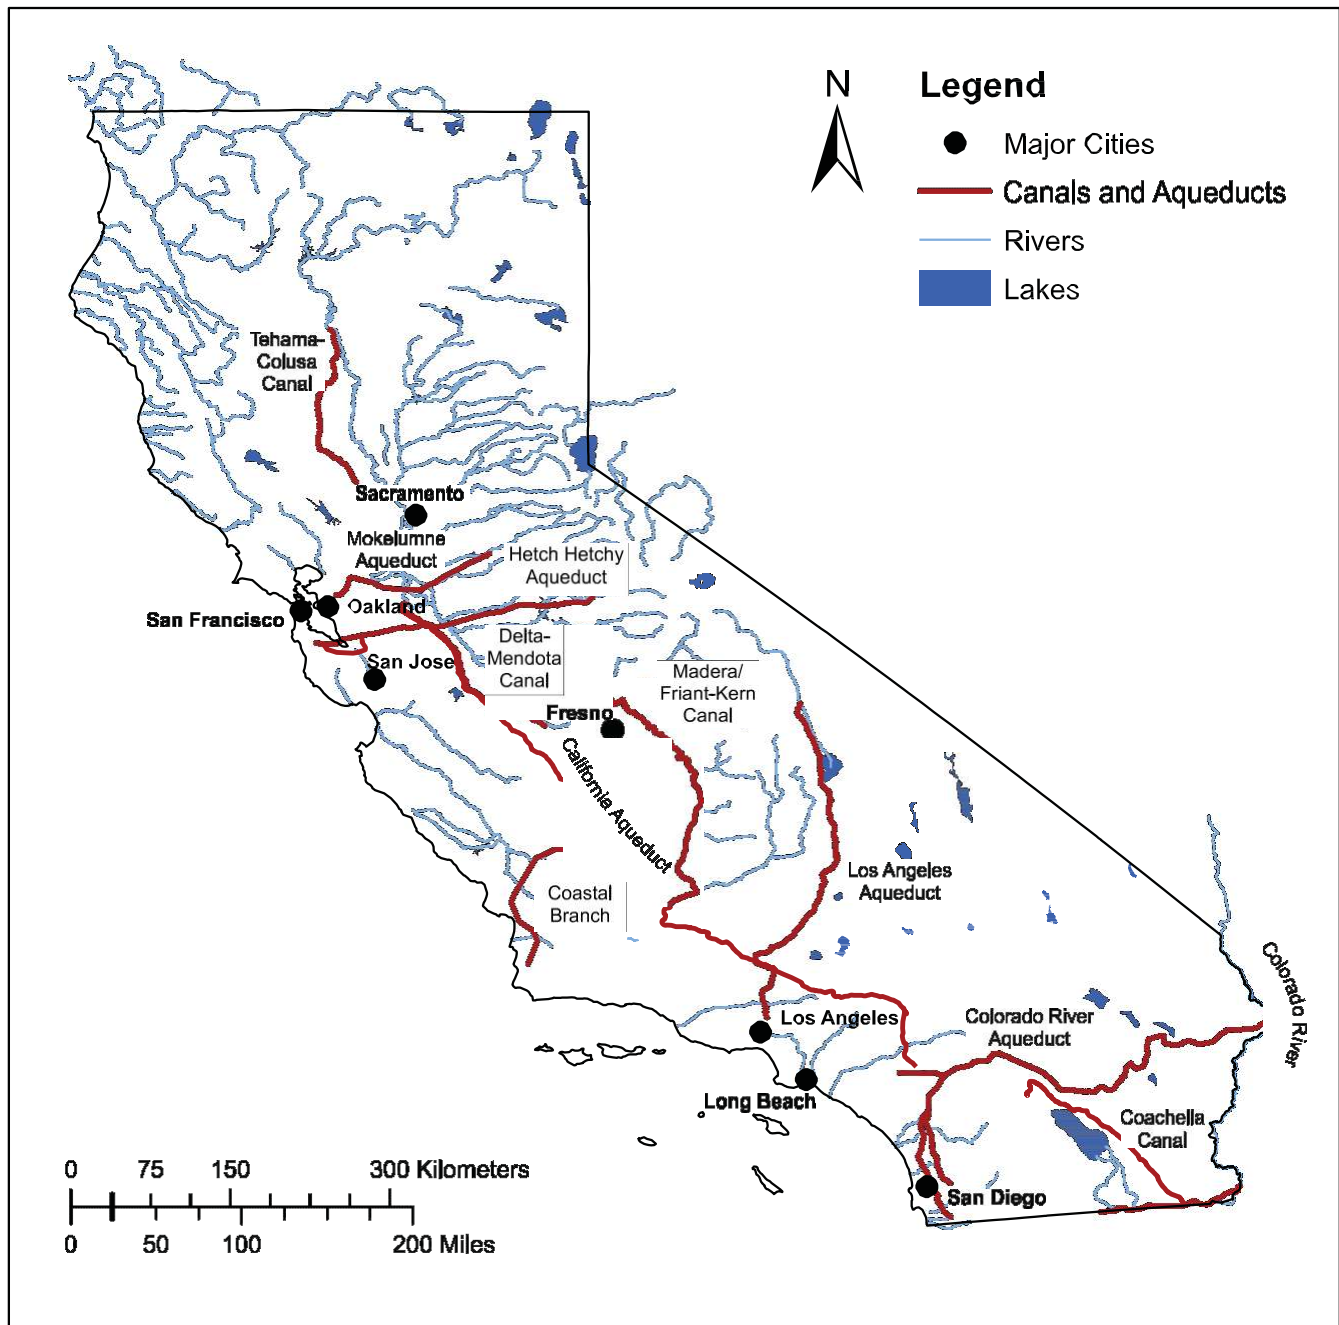 N
Legend
Major Cities
Canals and Aqueducts
Rivers
Lakes
Tehama-
Colusa
Canal
Sacramento
Mokelumne
Aqueduct
Hetch Hetchy
Aqueduct
Oakland
San Francisco
Delta-
Mendota
Canal
San Jose
Madera/
Friant-Kern
Canal
Fresno
California Aqueduct
Los Angeles
Aqueduct
Coastal
Branch
Colorado River
Los Angeles
Colorado River
Aqueduct
Long Beach
Coachella
Canal
San Diego
0 75 150 300 Kilometers
0 50 100 200 Miles